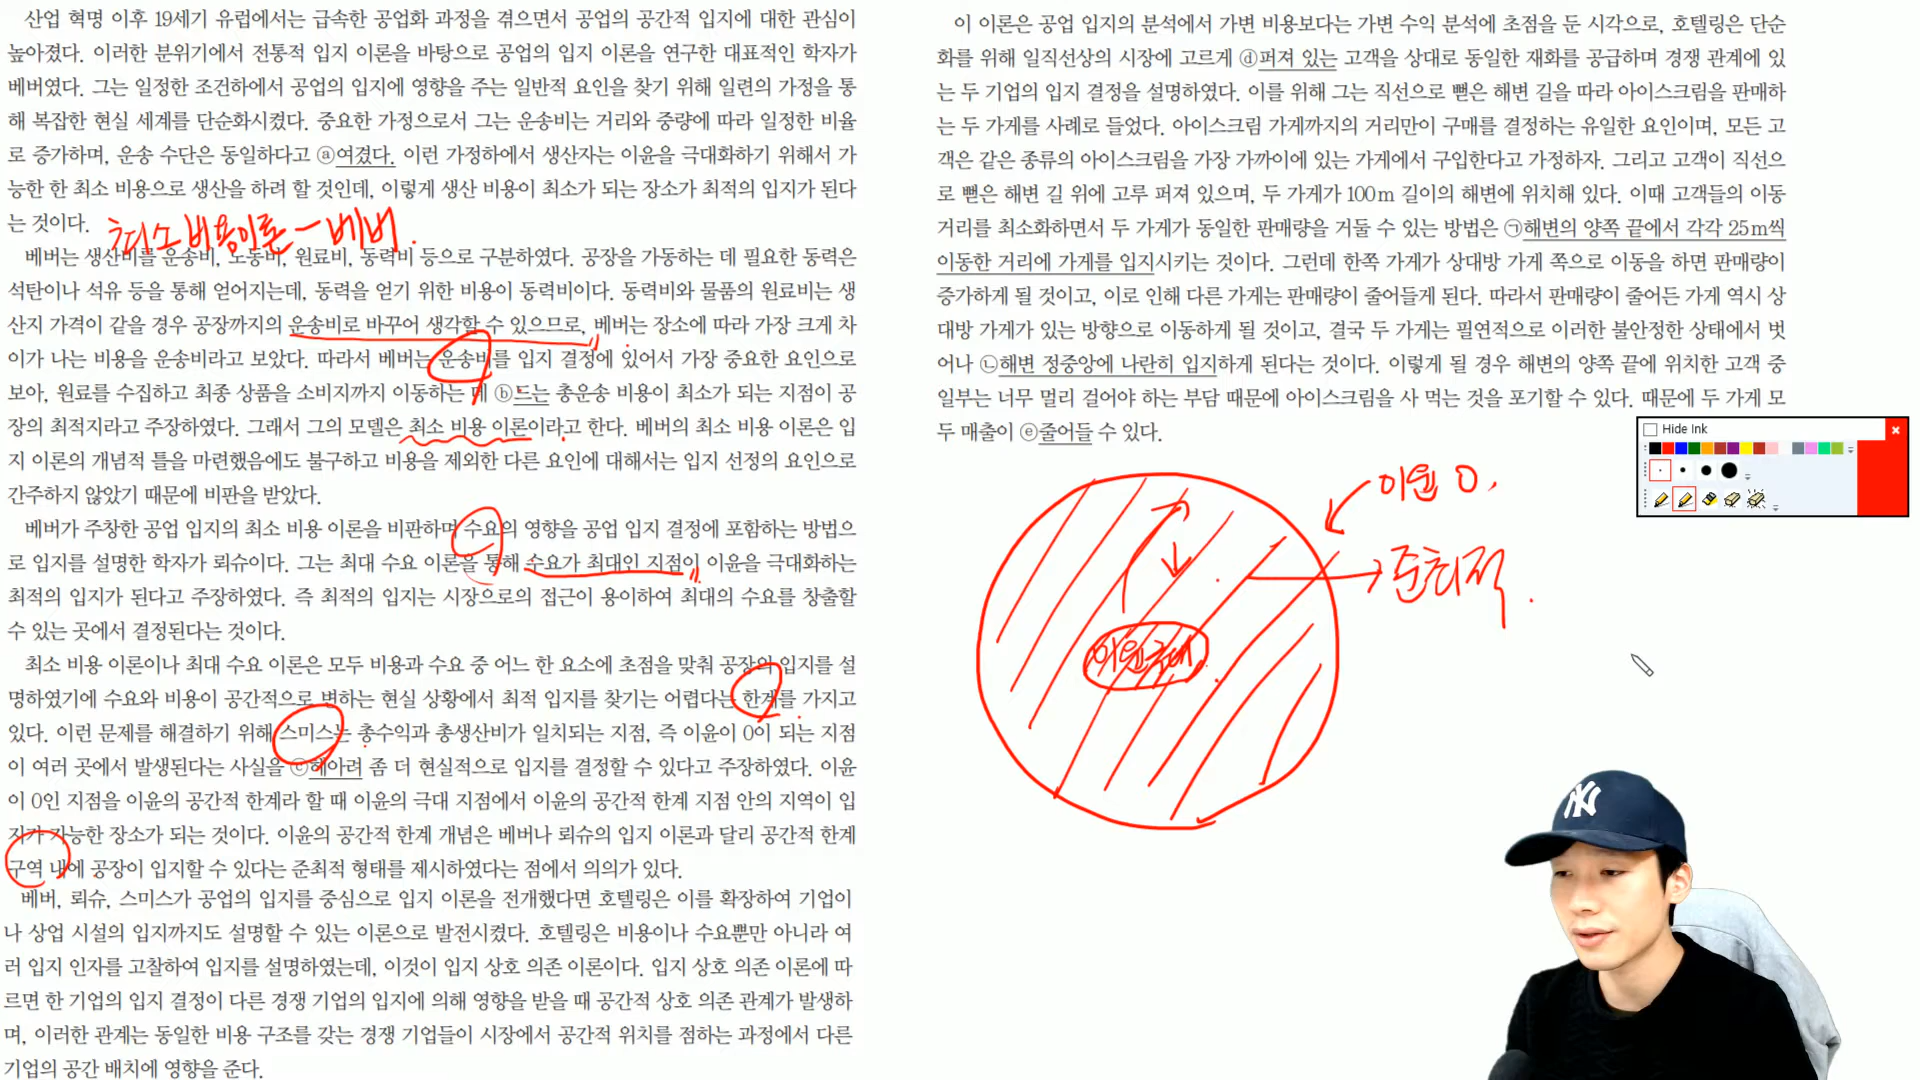 산업 혁명 이후 19세기 유럽에서는 급속한 공업화 과정을 겪으면서 공업의 공간적 입지에 대한 관심이
높아졌다. 이러한 분위기에서 전통적 입지 이론을 바탕으로 공업의 입지 이론을 연구한 대표적인 학자가
베버였다. 그는 일정한 조건하에서 공업의 입지에 영향을 주는 일반적 요인을 찾기 위해 일련의 가정을 통
해 복잡한 현실 세계를 단순화시켰다. 중요한 가정으로서 그는 운송비는 거리와 중량에 따라 일정한 비율
로 증가하며, 운송 수단은 동일하다고 ⓐ여겼다. 이런 가정하에서 생산자는 이윤을 극대화하기 위해서 가
능한 한 최소 비용으로 생산을 하려 할 것인데, 이렇게 생산 비용이 최소가 되는 장소가 최적의 입지가 된다
는 것이다.
최소 비용이론 - 베버.
베버는 생산비를 운송비, 노동비, 원료비, 동력비 등으로 구분하였다. 공장을 가동하는 데 필요한 동력은
석탄이나 석유 등을 통해 얻어지는데, 동력을 얻기 위한 비용이 동력비이다. 동력비와 물품의 원료비는 생
산지 가격이 같을 경우 공장까지의 운송비로 바꾸어 생각할 수 있으므로, 베버는 장소에 따라 가장 크게 차
이가 나는 비용을 운송비라고 보았다. 따라서 베버는 운송비를 입지 결정에 있어서 가장 중요한 요인으로
보아, 원료를 수집하고 최종 상품을 소비지까지 이동하는 데 ⓑ드는 총운송 비용이 최소가 되는 지점이 공
장의 최적지라고 주장하였다. 그래서 그의 모델은 최소 비용 이론이라고 한다. 베버의 최소 비용 이론은 입
지 이론의 개념적 틀을 마련했음에도 불구하고 비용을 제외한 다른 요인에 대해서는 입지 선정의 요인으로
간주하지 않았기 때문에 비판을 받았다.
베버가 주창한 공업 입지의 최소 비용 이론을 비판하며 수요의 영향을 공업 입지 결정에 포함하는 방법으
로 입지를 설명한 학자가 뢰슈이다. 그는 최대 수요 이론을 통해 수요가 최대인 지점이 이윤을 극대화하는
최적의 입지가 된다고 주장하였다. 즉 최적의 입지는 시장으로의 접근이 용이하여 최대의 수요를 창출할
수 있는 곳에서 결정된다는 것이다.
최소 비용 이론이나 최대 수요 이론은 모두 비용과 수요 중 어느 한 요소에 초점을 맞춰 공장의 입지를 설
명하였기에 수요와 비용이 공간적으로 변하는 현실 상황에서 최적 입지를 찾기는 어렵다는 한계를 가지고
있다. 이런 문제를 해결하기 위해 스미스는 총수익과 총생산비가 일치되는 지점, 즉 이윤이 0이 되는 지점
이 여러 곳에서 발생된다는 사실을 ⓒ헤아려 좀 더 현실적으로 입지를 결정할 수 있다고 주장하였다. 이윤
이 0인 지점을 이윤의 공간적 한계라 할 때 이윤의 극대 지점에서 이윤의 공간적 한계 지점 안의 지역이 입
지가 가능한 장소가 되는 것이다. 이윤의 공간적 한계 개념은 베버나 뢰슈의 입지 이론과 달리 공간적 한계
구역 내에 공장이 입지할 수 있다는 준최적 형태를 제시하였다는 점에서 의의가 있다.
베버, 뢰슈, 스미스가 공업의 입지를 중심으로 입지 이론을 전개했다면 호텔링은 이를 확장하여 기업이
나 상업 시설의 입지까지도 설명할 수 있는 이론으로 발전시켰다. 호텔링은 비용이나 수요뿐만 아니라 여
러 입지 인자를 고찰하여 입지를 설명하였는데, 이것이 입지 상호 의존 이론이다. 입지 상호 의존 이론에 따
르면 한 기업의 입지 결정이 다른 경쟁 기업의 입지에 의해 영향을 받을 때 공간적 상호 의존 관계가 발생하
며, 이러한 관계는 동일한 비용 구조를 갖는 경쟁 기업들이 시장에서 공간적 위치를 점하는 과정에서 다른
기업의 공간 배치에 영향을 준다.
이 이론은 공업 입지의 분석에서 가변 비용보다는 가변 수익 분석에 초점을 둔 시각으로, 호텔링은 단순
화를 위해 일직선상의 시장에 고르게 ⓓ퍼져 있는 고객을 상대로 동일한 재화를 공급하며 경쟁 관계에 있
는 두 기업의 입지 결정을 설명하였다. 이를 위해 그는 직선으로 뻗은 해변 길을 따라 아이스크림을 판매하
는 두 가게를 사례로 들었다. 아이스크림 가게까지의 거리만이 구매를 결정하는 유일한 요인이며, 모든 고
객은 같은 종류의 아이스크림을 가장 가까이에 있는 가게에서 구입한다고 가정하자. 그리고 고객이 직선으
로 뻗은 해변 길 위에 고루 퍼져 있으며, 두 가게가 100m 길이의 해변에 위치해 있다. 이때 고객들의 이동
거리를 최소화하면서 두 가게가 동일한 판매량을 거둘 수 있는 방법은 ㉠해변의 양쪽 끝에서 각각 25m씩
이동한 거리에 가게를 입지시키는 것이다. 그런데 한쪽 가게가 상대방 가게 쪽으로 이동을 하면 판매량이
증가하게 될 것이고, 이로 인해 다른 가게는 판매량이 줄어들게 된다. 따라서 판매량이 줄어든 가게 역시 상
대방 가게가 있는 방향으로 이동하게 될 것이고, 결국 두 가게는 필연적으로 이러한 불안정한 상태에서 벗
어나 ㉡해변 정중앙에 나란히 입지하게 된다는 것이다. 이렇게 될 경우 해변의 양쪽 끝에 위치한 고객 중
일부는 너무 멀리 걸어야 하는 부담 때문에 아이스크림을 사 먹는 것을 포기할 수 있다. 때문에 두 가게 모
두 매출이 ⓔ줄어들 수 있다.
Hide Ink
이윤 0.
준최적.
이윤극대
NY